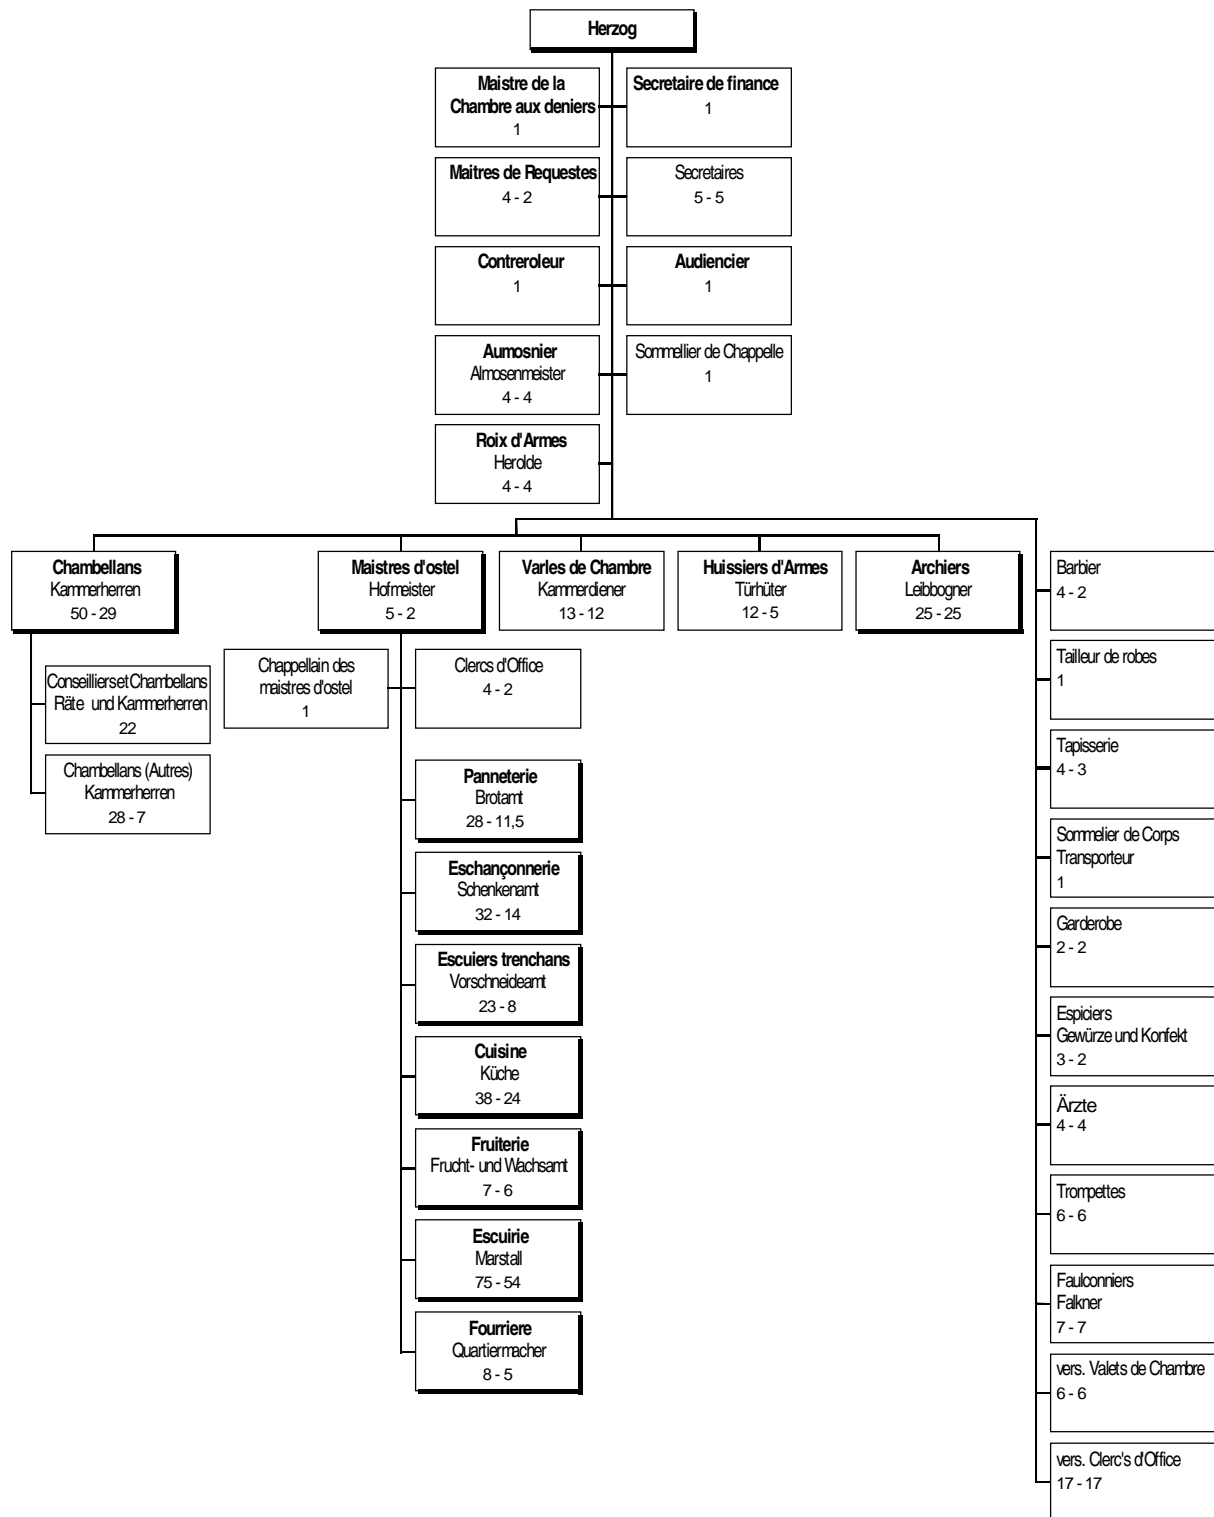 Herzog
Maistre de la
Chambre aux deniers
1
Secretaire de finance
1
Maitres de Requestes
4 - 2
Secretaires
5 - 5
Contreroleur
1
Audiencier
1
Aumosnier
Almosenmeister
4 - 4
Sommellier de Chappelle
1
Roix d'Armes
Herolde
4 - 4
Chambellans
Kammerherren
50 - 29
Maistres d'ostel
Hofmeister
5 - 2
Varles de Chambre
Kammerdiener
13 - 12
Huissiers d'Armes
Türhüter
12 - 5
Archiers
Leibbogner
25 - 25
Conseilliers et Chambellans
Räte und Kammerherren
22
Chambellans (Autres)
Kammerherren
28 - 7
Chappellain des
maistres d'ostel
1
Clercs d'Office
4 - 2
Panneterie
Brotamt
28 - 11,5
Eschançonnerie
Schenkenamt
32 - 14
Escuiers trenchans
Vorschneideamt
23 - 8
Cuisine
Küche
38 - 24
Fruiterie
Frucht- und Wachsamt
7 - 6
Escuirie
Marstall
75 - 54
Fourriere
Quartiermacher
8 - 5
Barbier
4 - 2
Tailleur de robes
1
Tapisserie
4 - 3
Sommelier de Corps
Transporteur
1
Garderobe
2 - 2
Espiciers
Gewürze und Konfekt
3 - 2
Ärzte
4 - 4
Trompettes
6 - 6
Faulconniers
Falkner
7 - 7
vers. Valets de Chambre
6 - 6
vers. Clerc's d'Office
17 - 17